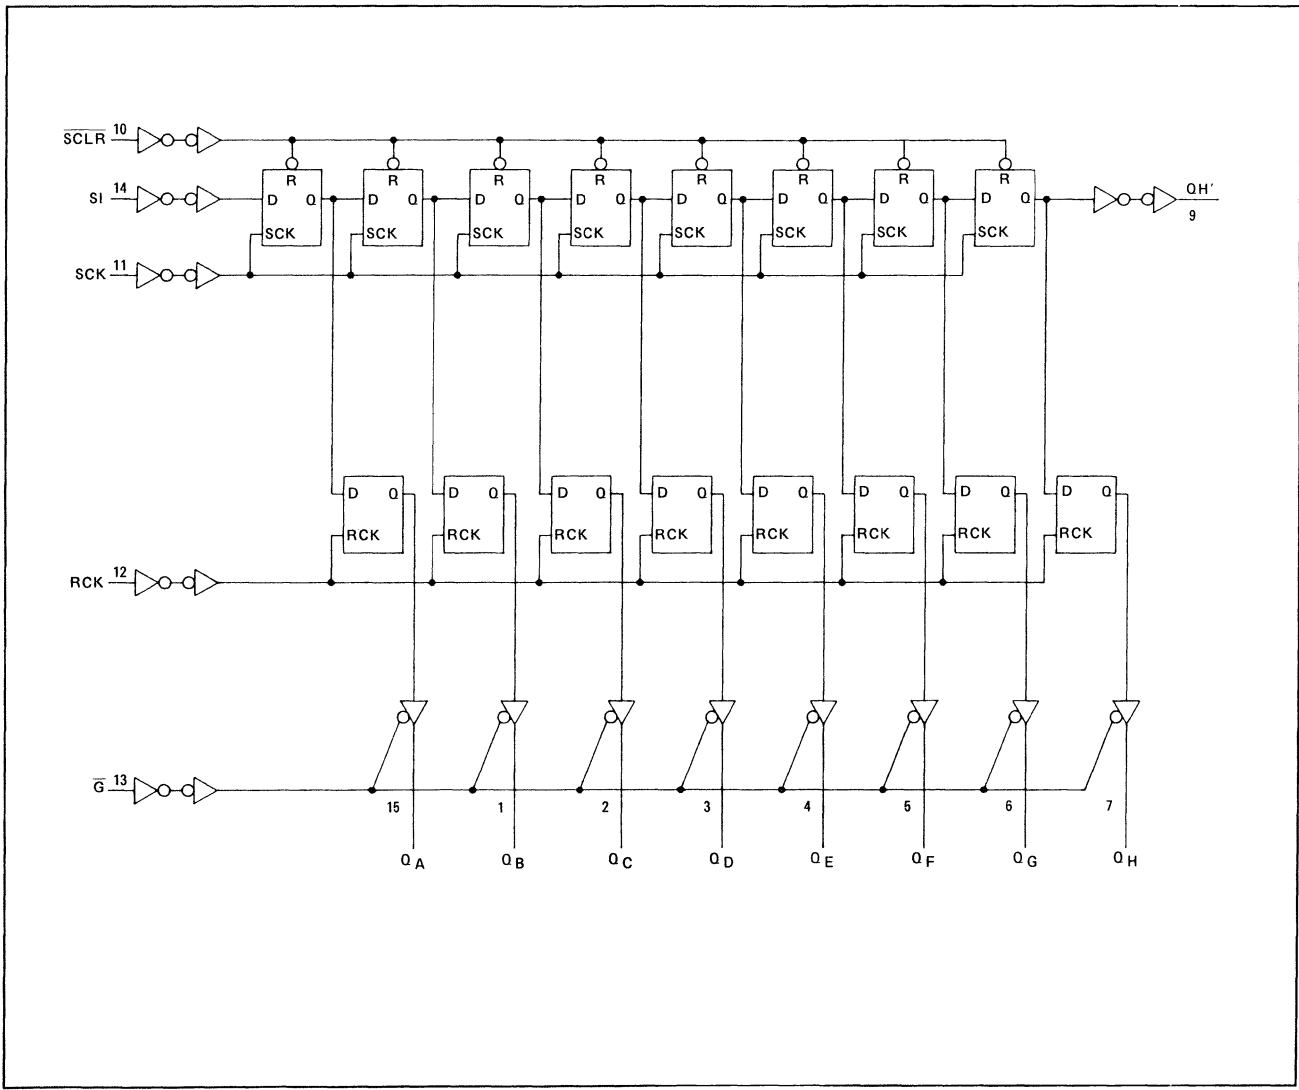 SCLR 10
R R R R R R R R
SI 14
D Q D Q D Q D Q D Q D Q D Q D Q
QH'
9
SCK SCK SCK SCK SCK SCK SCK SCK
SCK 11
D Q D Q D Q D Q D Q D Q D Q D Q
RCK RCK RCK RCK RCK RCK RCK RCK
RCK 12
G 13
15 1 2 3 4 5 6 7
QA QB QC QD QE QF QG QH